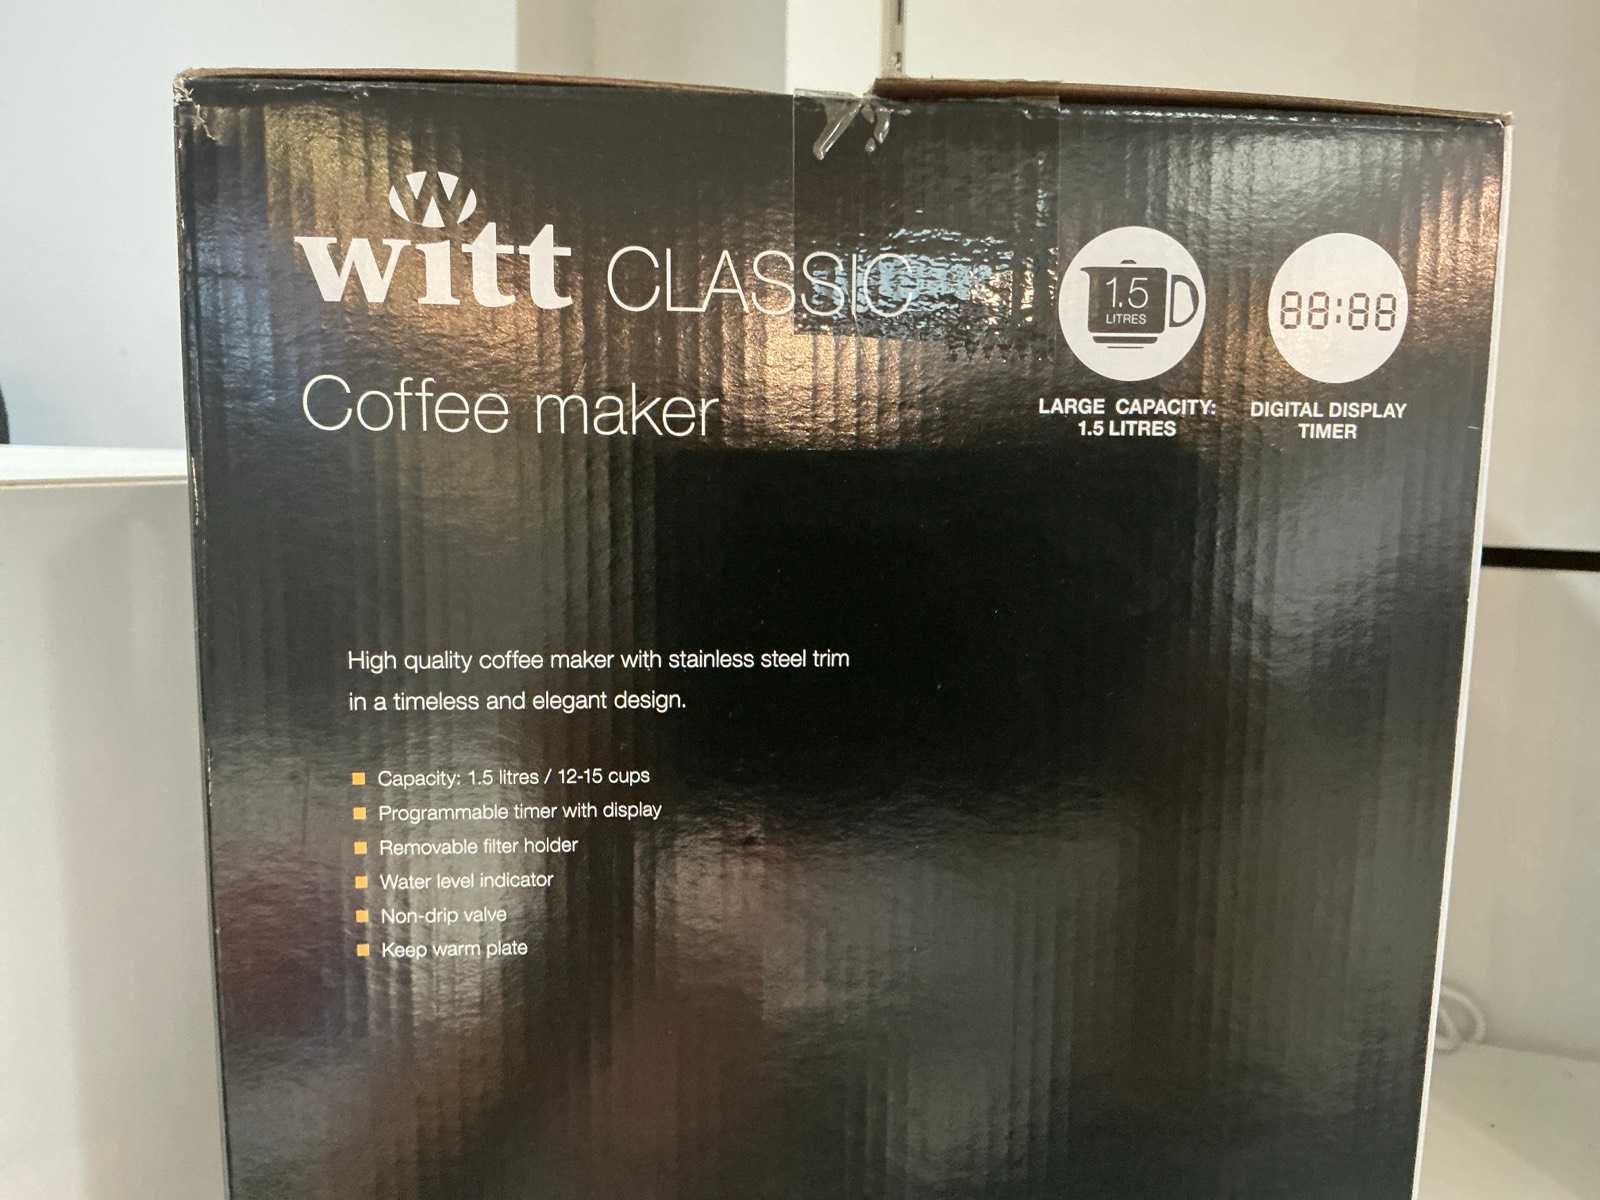 witt CLASSIC
Coffee maker
1.5
LITRES
LARGE CAPACITY:
1.5 LITRES
88:88
DIGITAL DISPLAY
TIMER
High quality coffee maker with stainless steel trim
in a timeless and elegant design.
Capacity: 1.5 litres / 12-15 cups
Programmable timer with display
Removable filter holder
Water level indicator
Non-drip valve
Keep warm plate